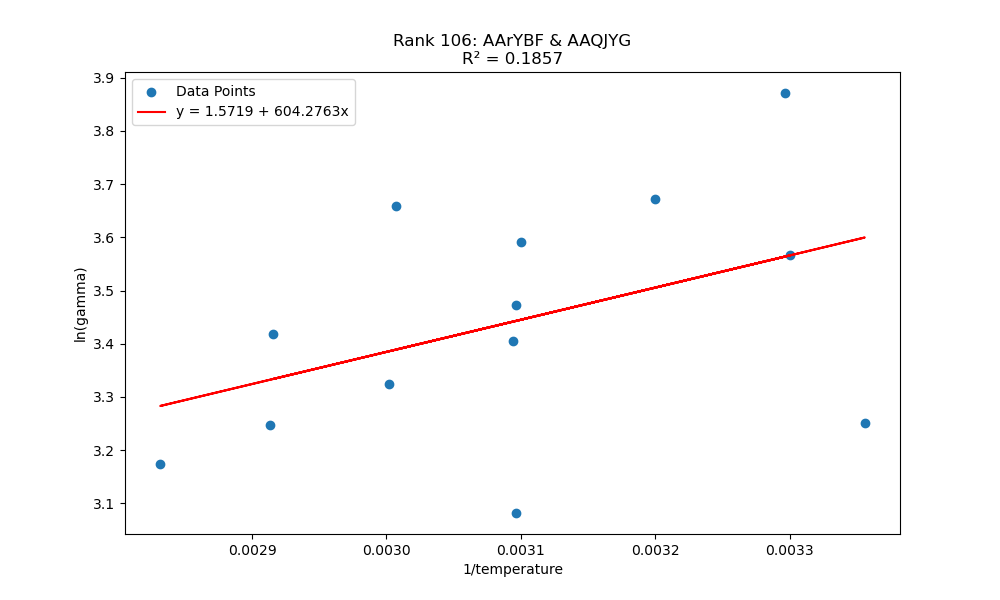 Rank 106: AArYBF & AAQJYG
R² = 0.1857
Data Points
y = 1.5719 + 604.2763x
3.9
3.8
3.7
3.6
3.5
3.4
3.3
3.2
3.1
ln(gamma)
0.0029 0.0030 0.0031 0.0032 0.0033
1/temperature